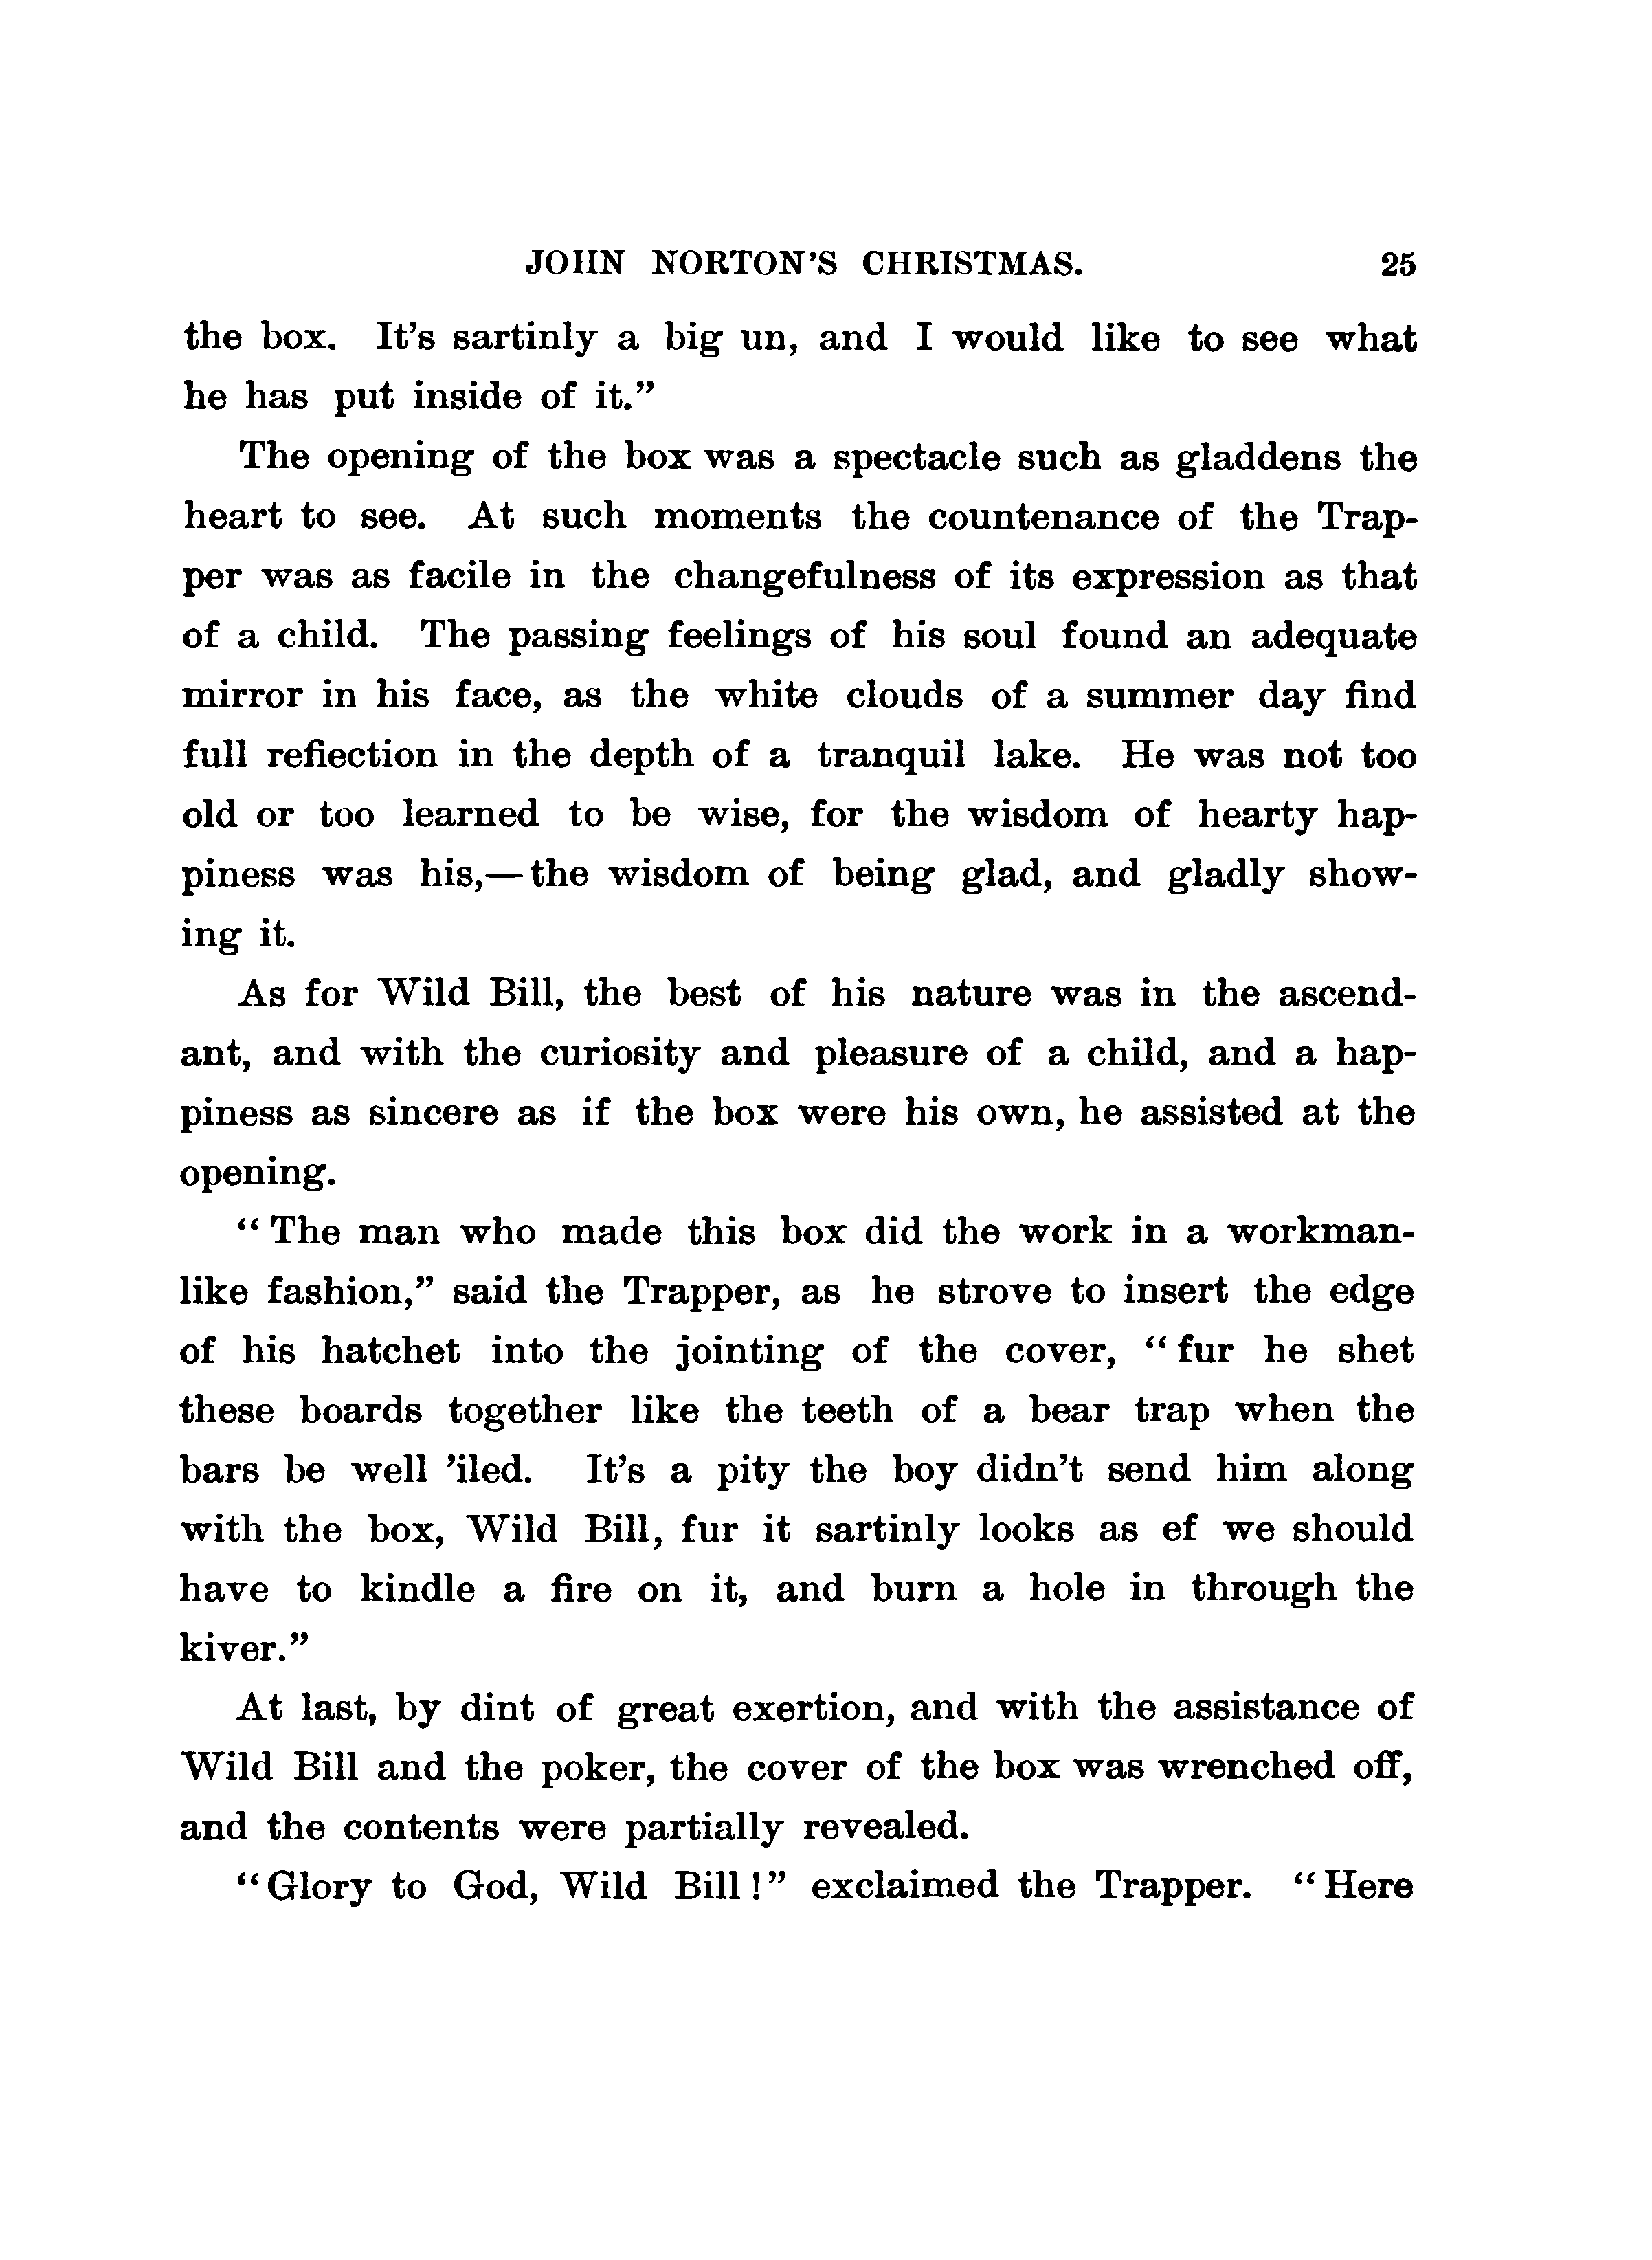 JOHN NORTON'S CHRISTMAS. 25
the box. It's sartinly a big un, and I would like to see what
he has put inside of it.”
The opening of the box was a spectacle such as gladdens the
heart to see. At such moments the countenance of the Trap-
per was as facile in the changefulness of its expression as that
of a child. The passing feelings of his soul found an adequate
mirror in his face, as the white clouds of a summer day find
full reflection in the depth of a tranquil lake. He was not too
old or too learned to be wise, for the wisdom of hearty hap-
piness was his,—the wisdom of being glad, and gladly show-
ing it.
As for Wild Bill, the best of his nature was in the ascend-
ant, and with the curiosity and pleasure of a child, and a hap-
piness as sincere as if the box were his own, he assisted at the
opening.
“The man who made this box did the work in a workman-
like fashion,” said the Trapper, as he strove to insert the edge
of his hatchet into the jointing of the cover, “fur he shet
these boards together like the teeth of a bear trap when the
bars be well ’iled. It’s a pity the boy didn’t send him along
with the box, Wild Bill, fur it sartinly looks as ef we should
have to kindle a fire on it, and burn a hole in through the
kiver.”
At last, by dint of great exertion, and with the assistance of
Wild Bill and the poker, the cover of the box was wrenched off,
and the contents were partially revealed.
“Glory to God, Wild Bill!” exclaimed the Trapper. “Here